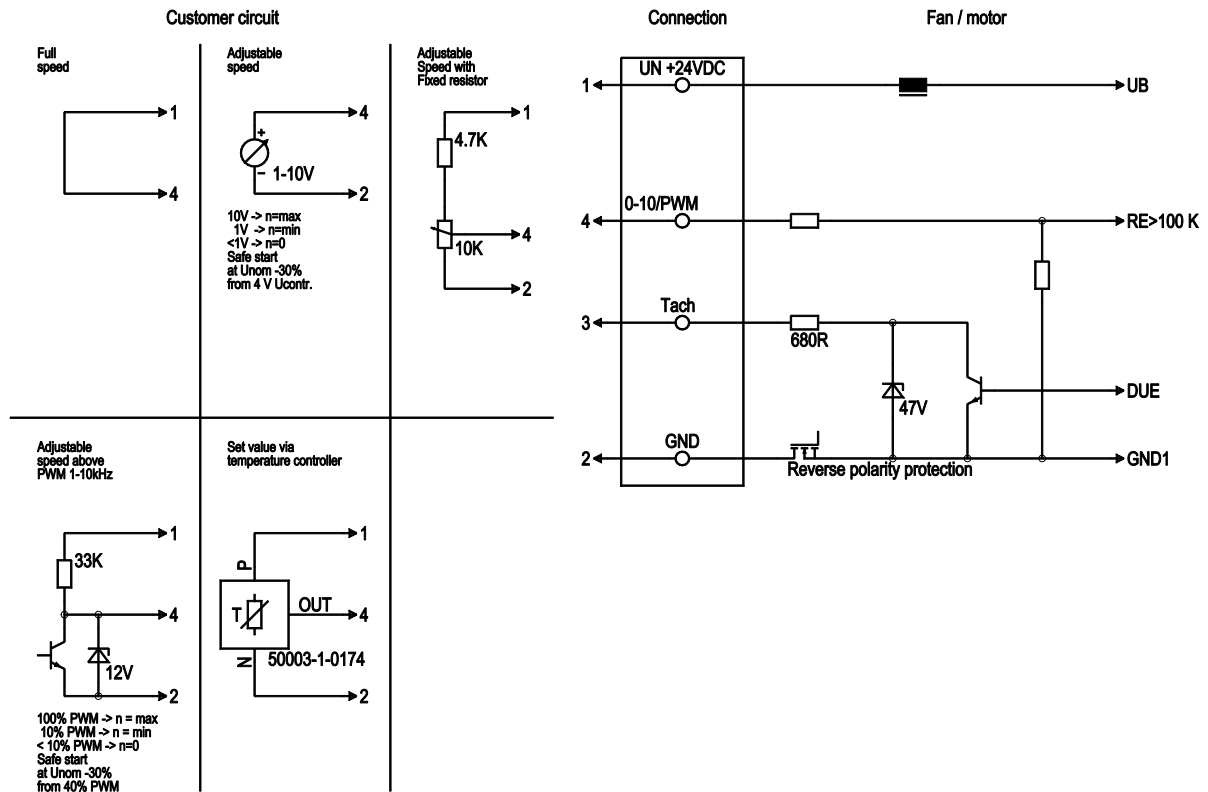 Customer circuit
Connection
Fan / motor
Full
speed
1
4
Adjustable
speed
4
+
– 1-10V
2
10V -> n=max
1V -> n=min
<1V -> n=0
Safe start
at Unom -30%
from 4 V Ucontr.
Adjustable
Speed with
Fixed resistor
1
4.7K
4
10K
2
UN +24VDC
1
UB
0-10/PWM
4
RE>100 K
Tach
3
680R
47V
DUE
GND
2
GND1
Reverse polarity protection
Adjustable
speed above
PWM 1-10kHz
1
33K
4
12V
2
100% PWM -> n = max
10% PWM -> n = min
< 10% PWM -> n=0
Safe start
at Unom -30%
from 40% PWM
Set value via
temperature controller
1
P
T
OUT
4
N
50003-1-0174
2